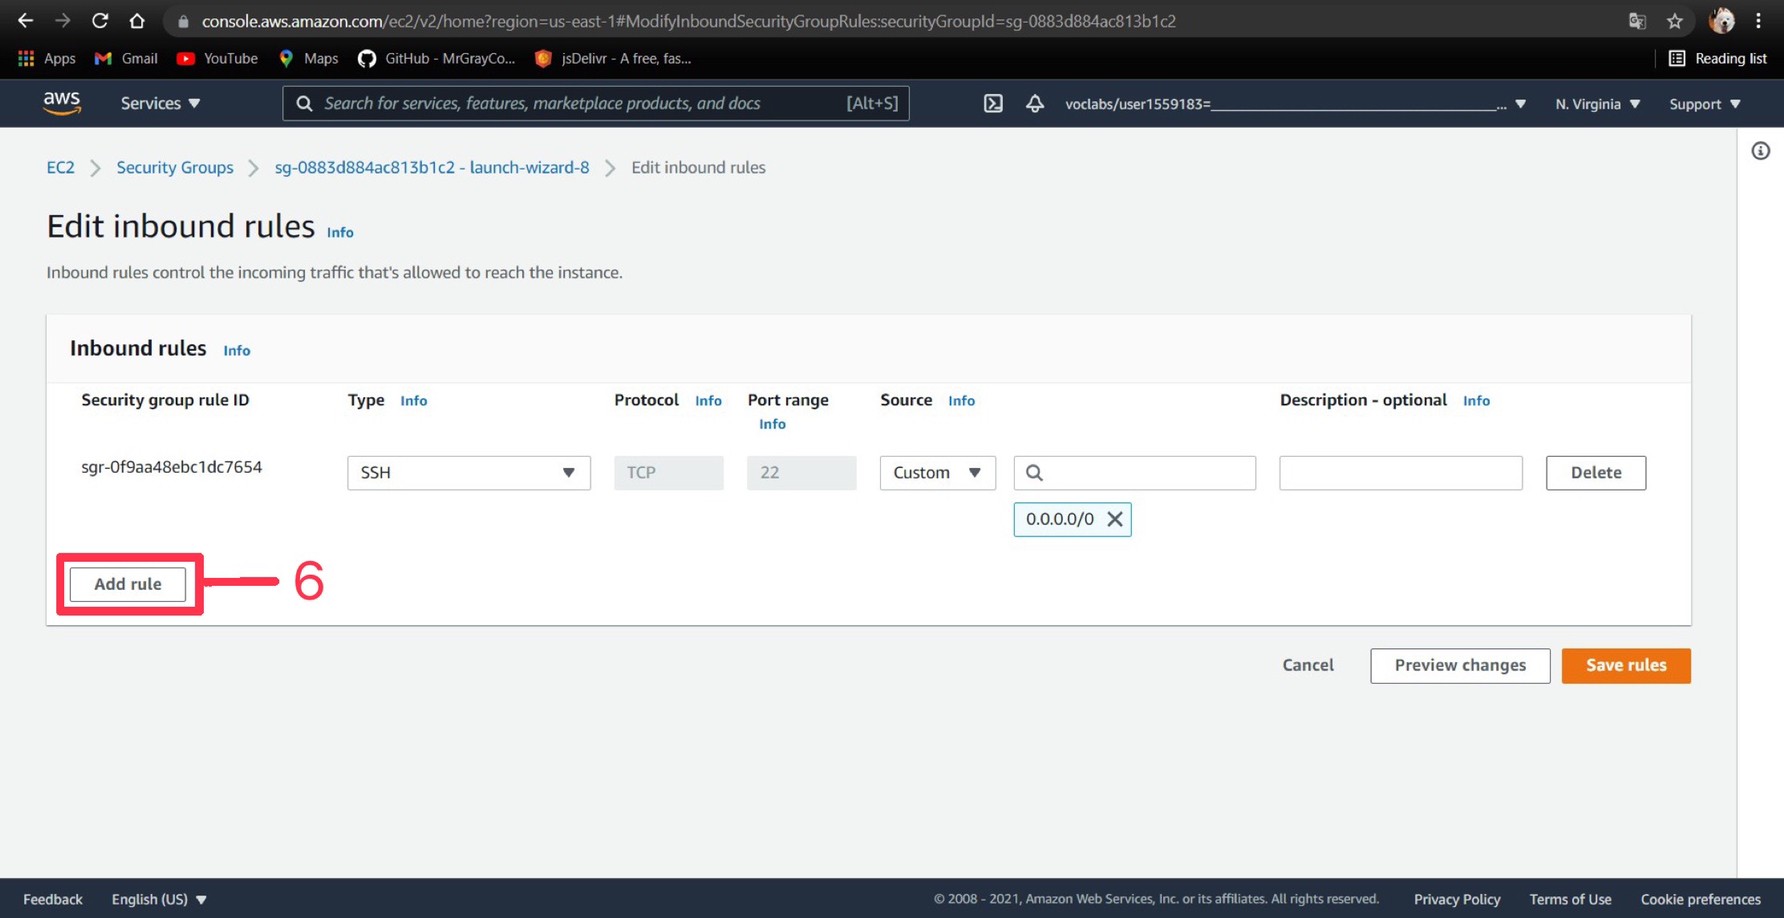 console.aws.amazon.com/ec2/v2/home?region=us-east-1#ModifyInboundSecurityGroupRules:securityGroupId=sg-0883d884ac813b1c2
Apps Gmail YouTube Maps GitHub - MrGrayCo... jsDelivr - A free, fas... Reading list
aws Services Search for services, features, marketplace products, and docs [Alt+S] voclabs/user1559183=________________________________________... N. Virginia Support
EC2 Security Groups sg-0883d884ac813b1c2 - launch-wizard-8 Edit inbound rules
Edit inbound rules Info
Inbound rules control the incoming traffic that's allowed to reach the instance.
Inbound rules Info
Security group rule ID Type Info Protocol Info Port range Info Source Info Description - optional Info
sgr-0f9aa48ebc1dc7654 SSH TCP 22 Custom Delete
0.0.0.0/0
Add rule 6
Cancel Preview changes Save rules
Feedback English (US) © 2008 - 2021, Amazon Web Services, Inc. or its affiliates. All rights reserved. Privacy Policy Terms of Use Cookie preferences